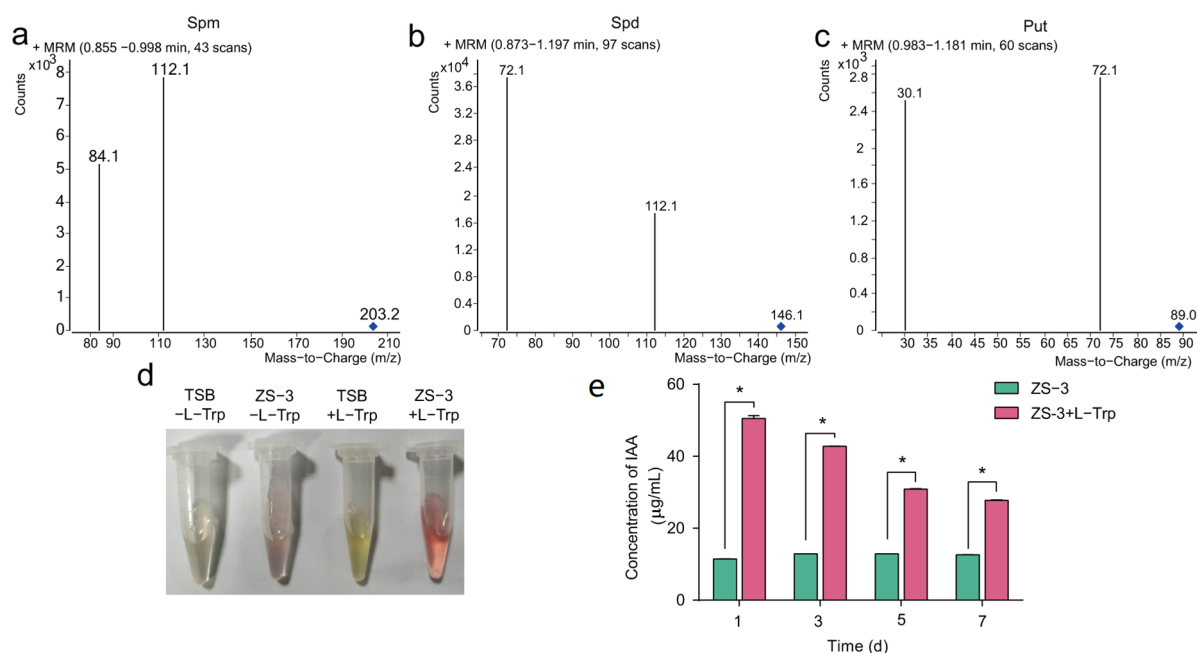 a
Spm
+ MRM (0.855 −0.998 min, 43 scans)
x10³
Counts
8
7
6
5
4
3
2
1
0
112.1
84.1
203.2
80 90 110 130 150 170 190 210
Mass−to−Charge (m/z)
b
Spd
+ MRM (0.873−1.197 min, 97 scans)
x10⁴
Counts
3.6
3.2
2.8
2.4
2
1.6
1.2
0.8
0.4
0
72.1
112.1
146.1
70 80 90 100 110 120 130 140 150
Mass−to−Charge (m/z)
c
Put
+ MRM (0.983−1.181 min, 60 scans)
x10³
Counts
2.8
2.4
2
1.6
1.2
0.8
0.4
0
30.1
72.1
89.0
30 35 40 45 50 55 60 65 70 75 80 85 90
Mass−to−Charge (m/z)
d
TSB −L−Trp
ZS−3 −L−Trp
TSB +L−Trp
ZS−3 +L−Trp
e
ZS−3
ZS-3+L−Trp
Concentration of IAA
(μg/mL)
60
40
20
0
* * * *
1 3 5 7
Time (d)